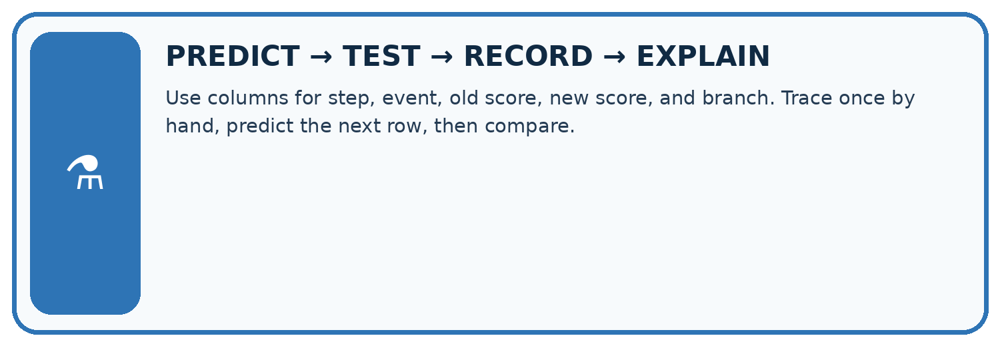 PREDICT → TEST → RECORD → EXPLAIN
Use columns for step, event, old score, new score, and branch. Trace once by
hand, predict the next row, then compare.